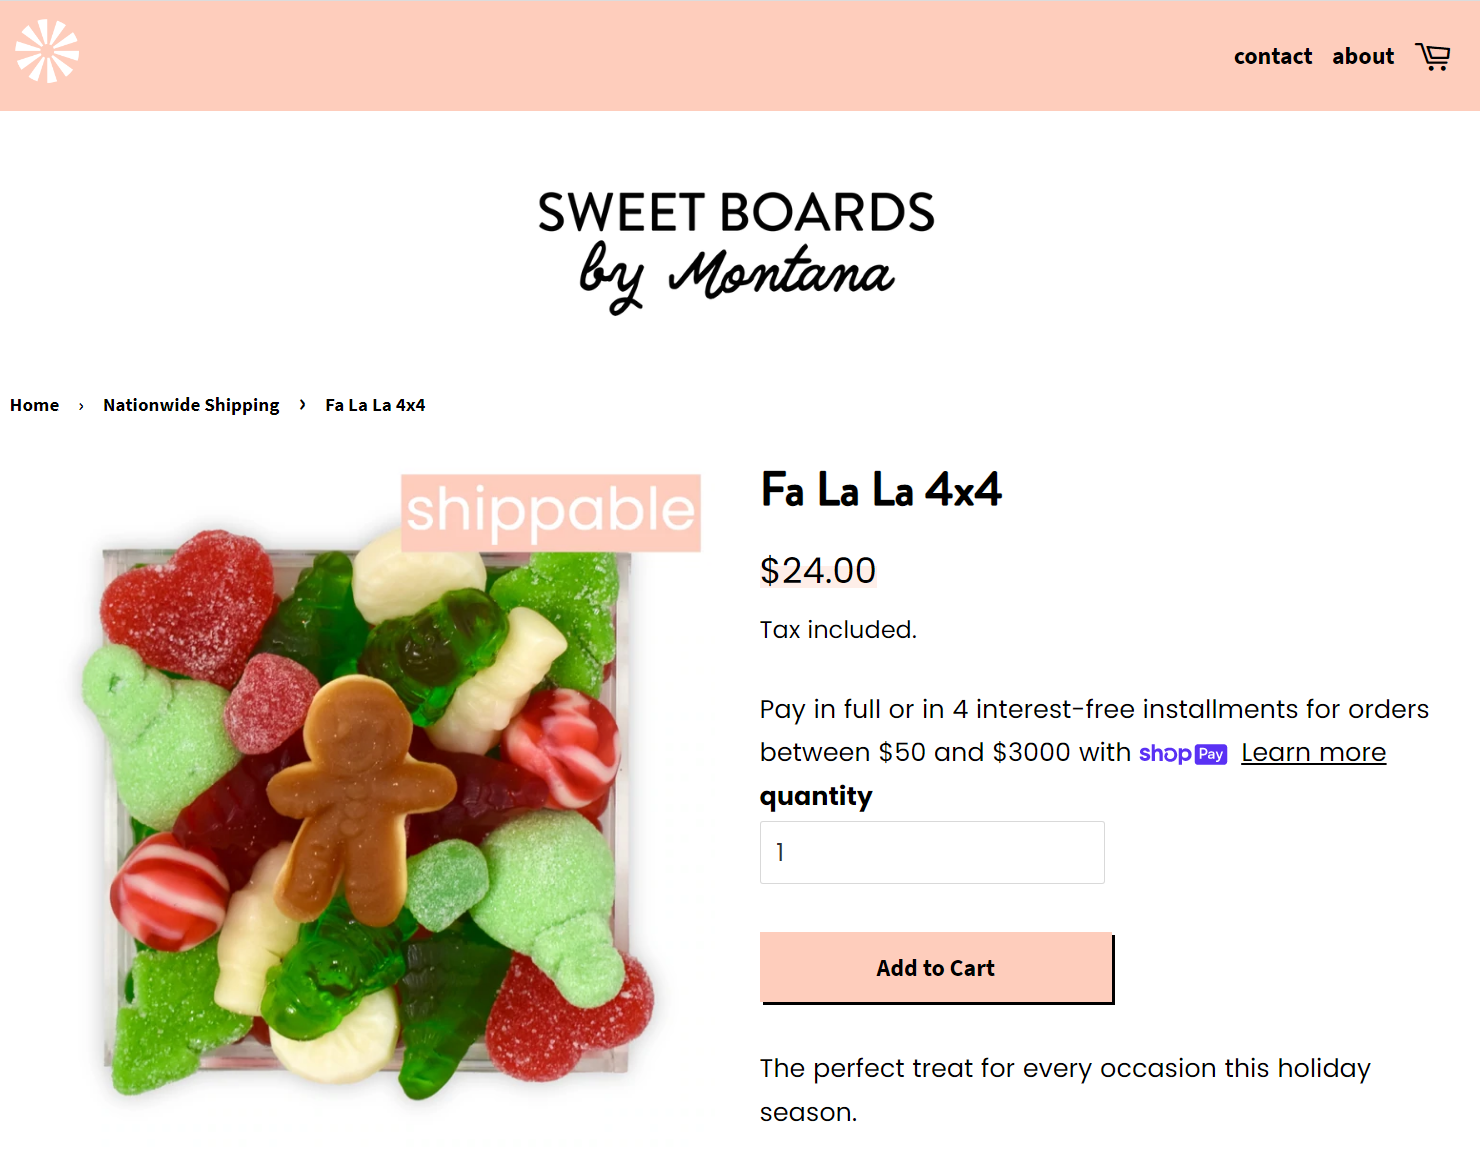 contact about
SWEET BOARDS
by Montana
Home › Nationwide Shipping › Fa La La 4x4
shippable
Fa La La 4x4
$24.00
Tax included.
Pay in full or in 4 interest-free installments for orders
between $50 and $3000 with shop Pay Learn more
quantity
1
Add to Cart
The perfect treat for every occasion this holiday
season.